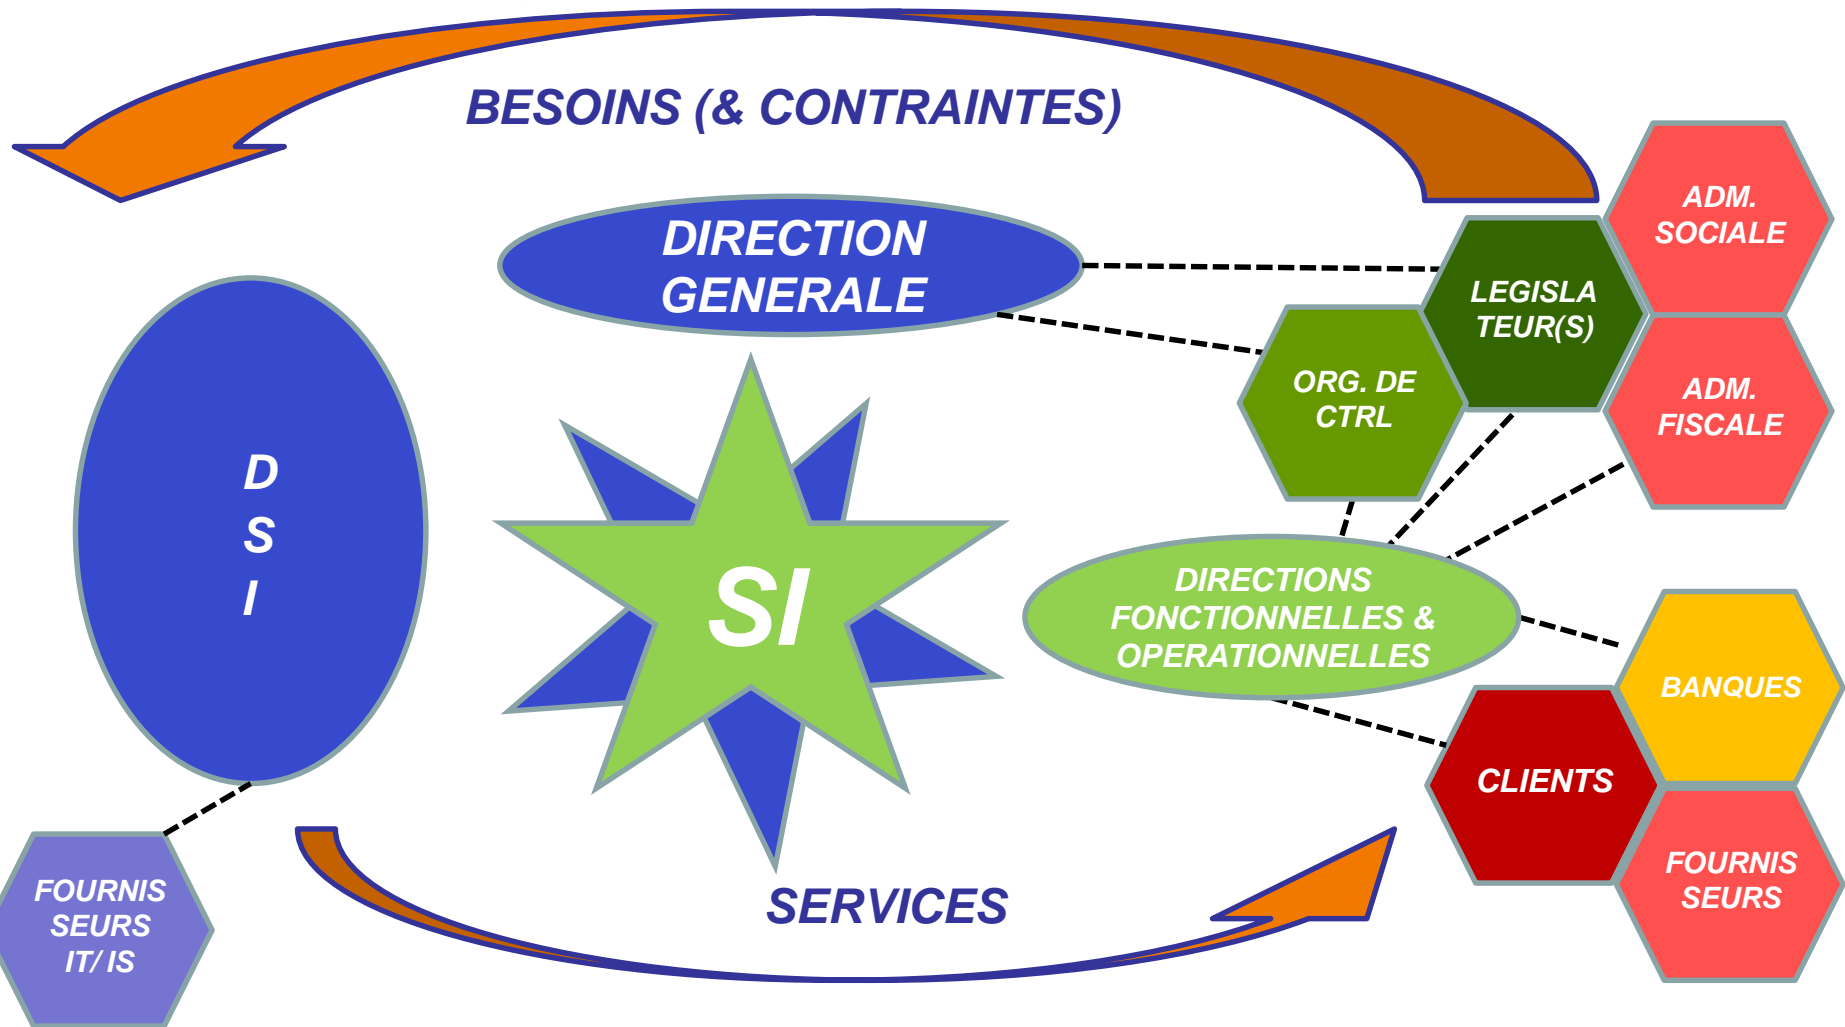 BESOINS (& CONTRAINTES)
DIRECTION
GENERALE
ADM.
SOCIALE
LEGISLA
TEUR(S)
ORG. DE
CTRL
ADM.
FISCALE
D
S
I
SI
DIRECTIONS
FONCTIONNELLES &
OPERATIONNELLES
BANQUES
CLIENTS
FOURNIS
SEURS
SERVICES
FOURNIS
SEURS
IT/ IS